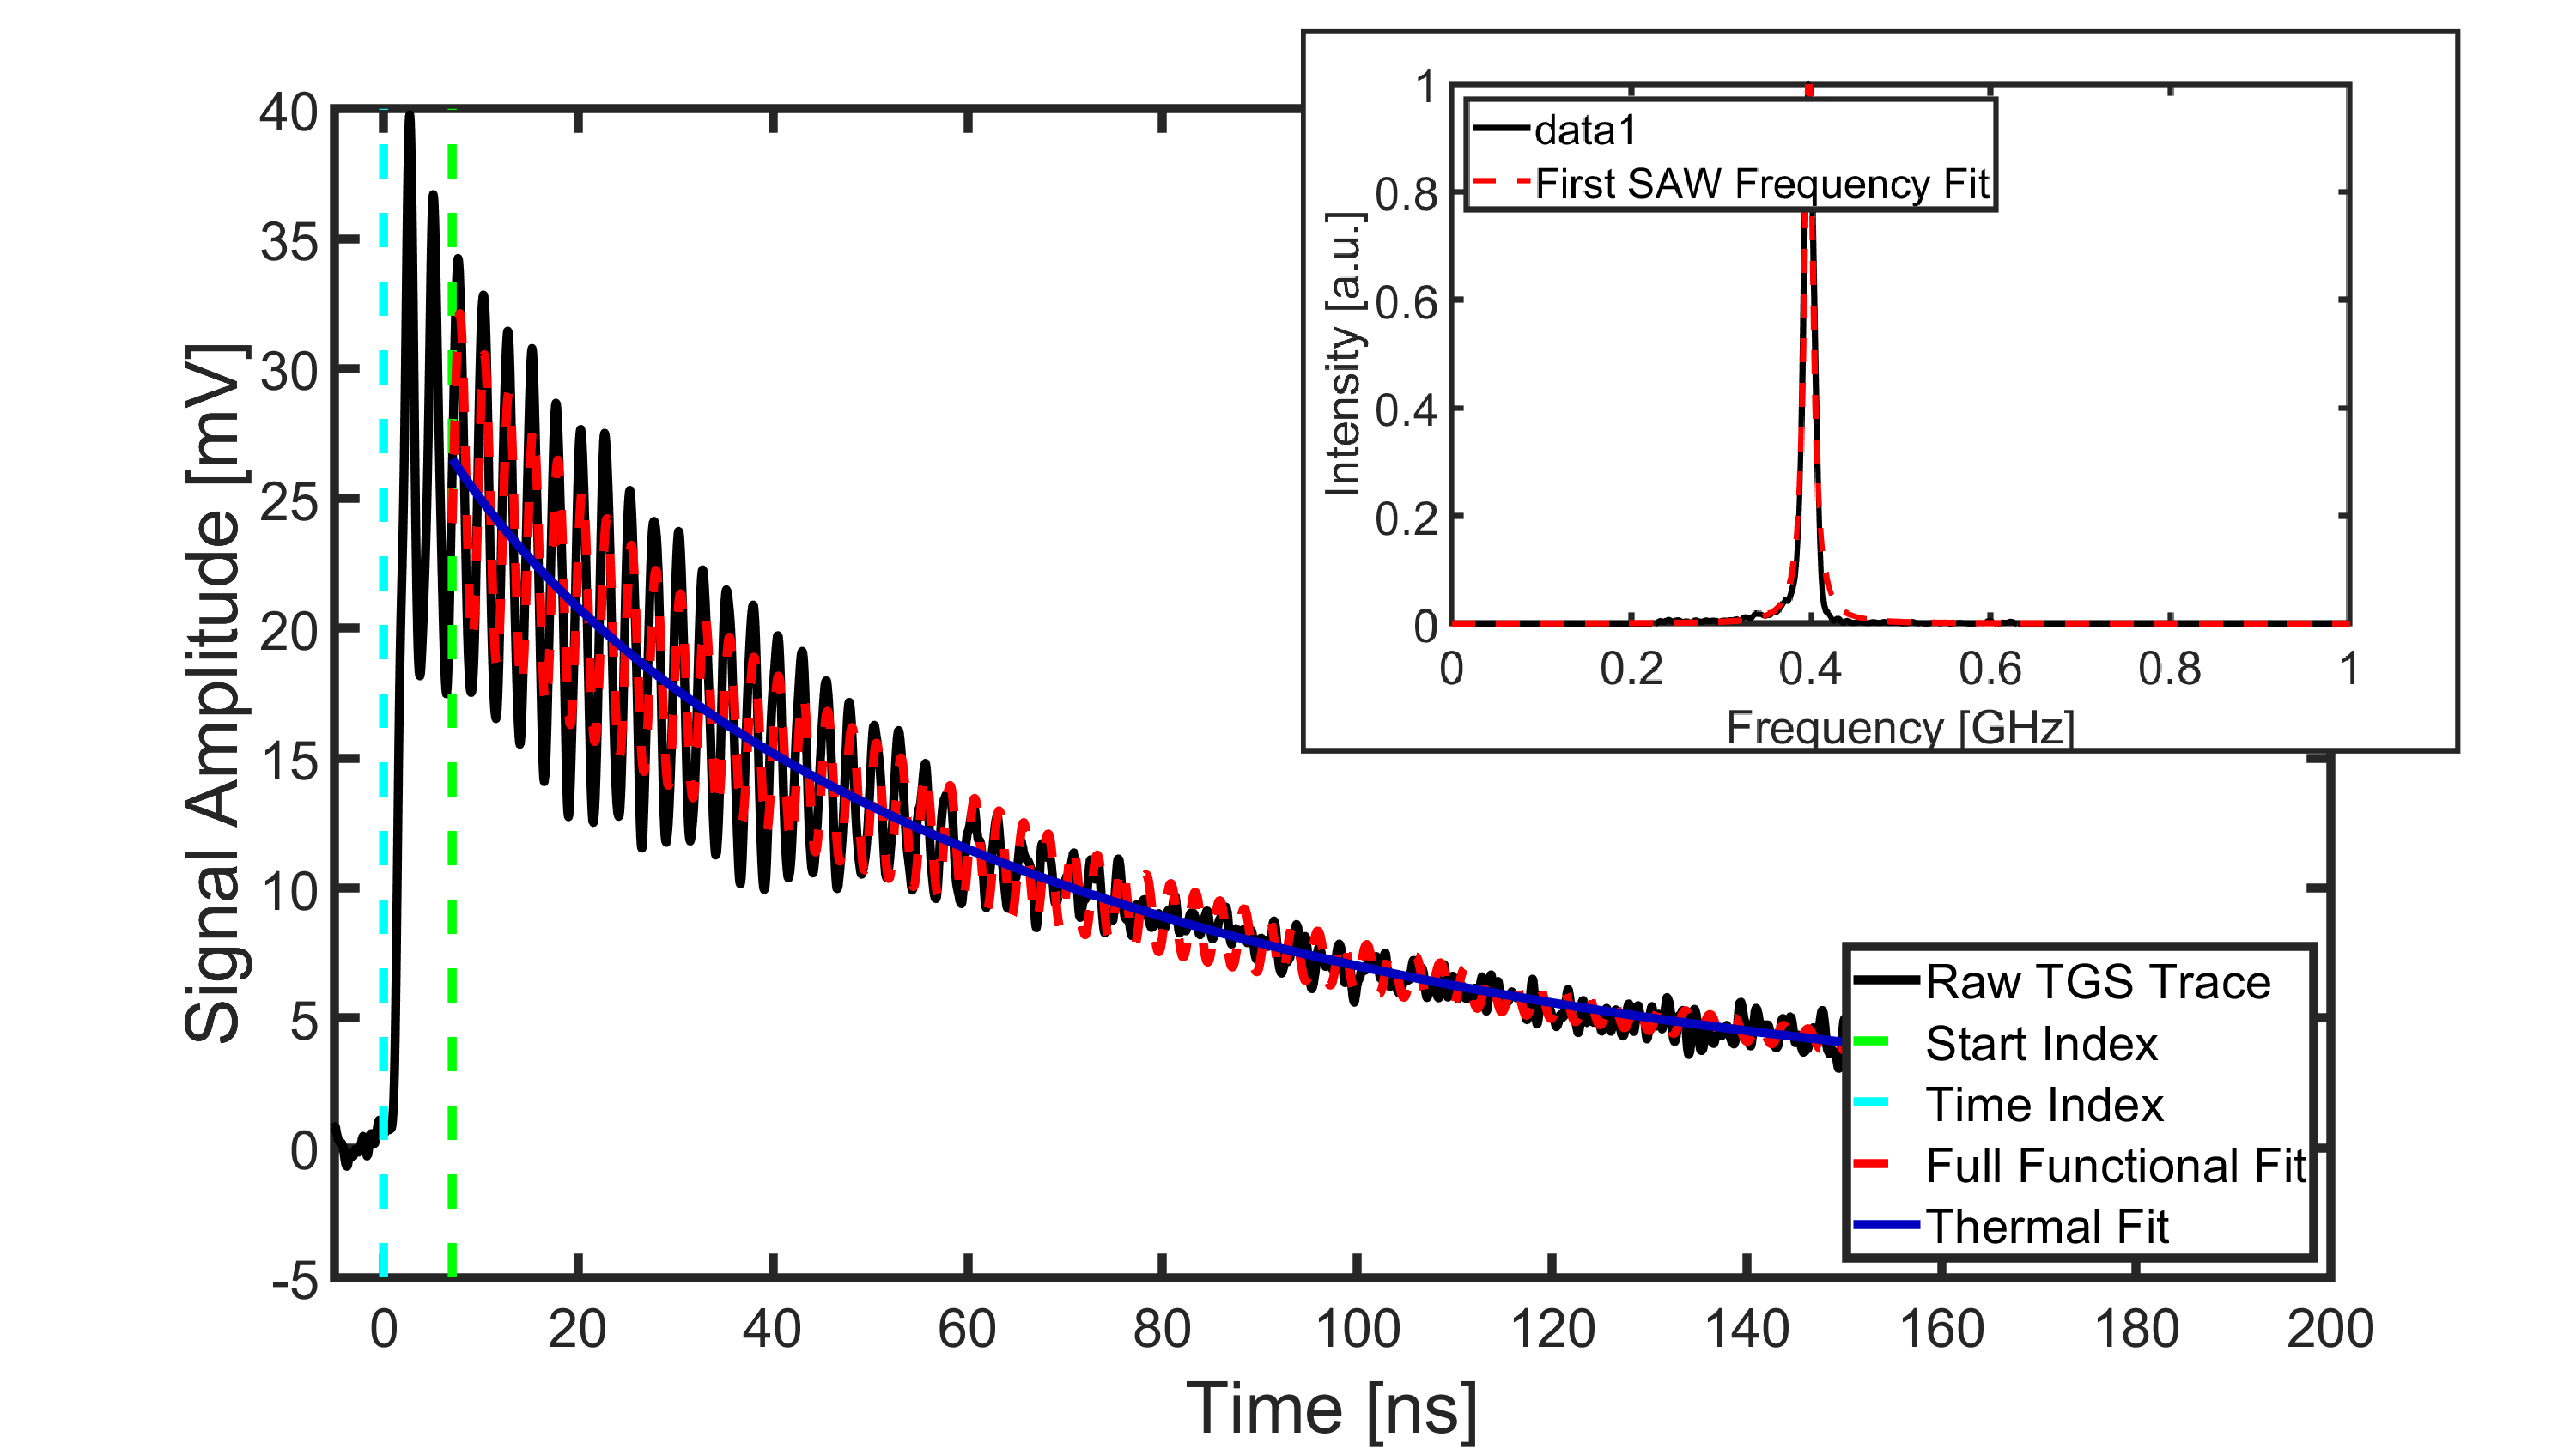 40
35
30
25
20
15
10
5
0
-5
Signal Amplitude [mV]
0 20 40 60 80 100 120 140 160 180 200
Time [ns]
1
0.8
0.6
0.4
0.2
0
Intensity [a.u.]
data1
First SAW Frequency Fit
0 0.2 0.4 0.6 0.8 1
Frequency [GHz]
Raw TGS Trace
Start Index
Time Index
Full Functional Fit
Thermal Fit